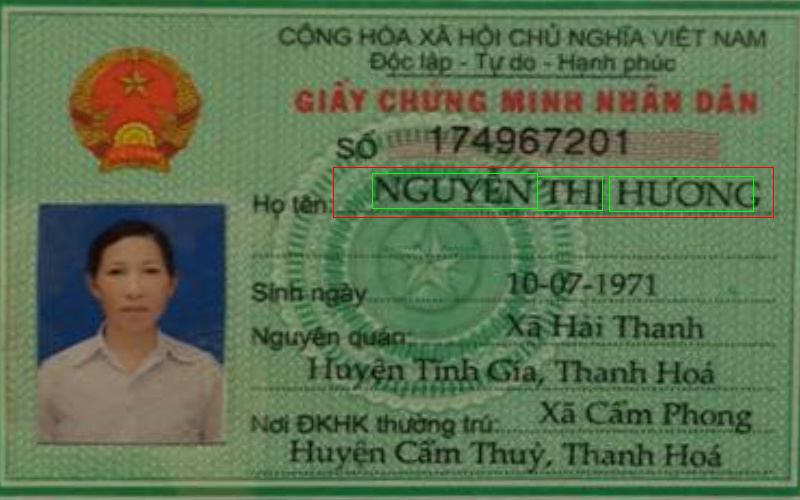 CỘNG HÒA XÃ HỘI CHỦ NGHĨA VIỆT NAM
Độc lập - Tự do - Hạnh phúc
GIẤY CHỨNG MINH NHÂN DÂN
SỐ 174967201
Họ tên: NGUYỄN THỊ HƯƠNG
Sinh ngày 10-07-1971
Nguyên quán: Xã Hải Thanh
Huyện Tĩnh Gia, Thanh Hoá
Nơi ĐKHK thường trú: Xã Cẩm Phong
Huyện Cẩm Thuỷ, Thanh Hoá